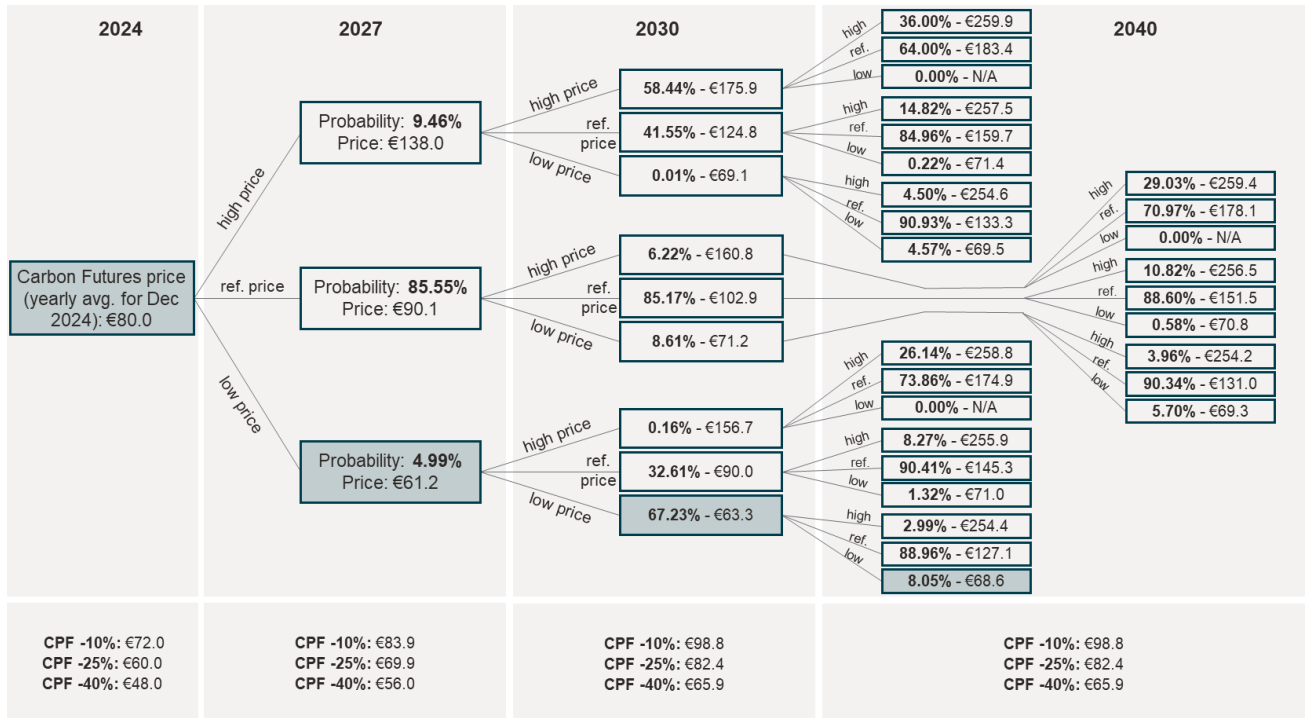 2024
2027
2030
2040
Carbon Futures price
(yearly avg. for Dec
2024): €80.0
high price
ref. price
low price
Probability: 9.46%
Price: €138.0
high price
ref.
price
low price
58.44% - €175.9
41.55% - €124.8
0.01% - €69.1
high
ref.
low
36.00% - €259.9
64.00% - €183.4
0.00% - N/A
high
ref.
low
14.82% - €257.5
84.96% - €159.7
0.22% - €71.4
high
ref.
low
4.50% - €254.6
90.93% - €133.3
4.57% - €69.5
Probability: 85.55%
Price: €90.1
high price
ref.
price
low price
6.22% - €160.8
85.17% - €102.9
8.61% - €71.2
high
ref.
low
29.03% - €259.4
70.97% - €178.1
0.00% - N/A
high
ref.
low
10.82% - €256.5
88.60% - €151.5
0.58% - €70.8
high
ref.
low
3.96% - €254.2
90.34% - €131.0
5.70% - €69.3
Probability: 4.99%
Price: €61.2
high price
ref.
price
low price
0.16% - €156.7
32.61% - €90.0
67.23% - €63.3
high
ref.
low
26.14% - €258.8
73.86% - €174.9
0.00% - N/A
high
ref.
low
8.27% - €255.9
90.41% - €145.3
1.32% - €71.0
high
ref.
low
2.99% - €254.4
88.96% - €127.1
8.05% - €68.6
CPF -10%: €72.0
CPF -25%: €60.0
CPF -40%: €48.0
CPF -10%: €83.9
CPF -25%: €69.9
CPF -40%: €56.0
CPF -10%: €98.8
CPF -25%: €82.4
CPF -40%: €65.9
CPF -10%: €98.8
CPF -25%: €82.4
CPF -40%: €65.9